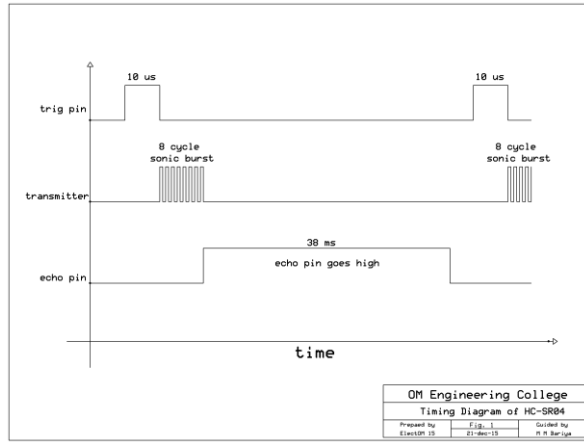 10 us
10 us
trig pin
8 cycle
sonic burst
8 cycle
sonic burst
transmitter
38 ms
echo pin goes high
echo pin
time
OM Engineering College
Timing Diagram of HC-SR04
Prepaed by
ElectOM 15
Fig. 1
21-dec-15
Guided by
M M Bariya